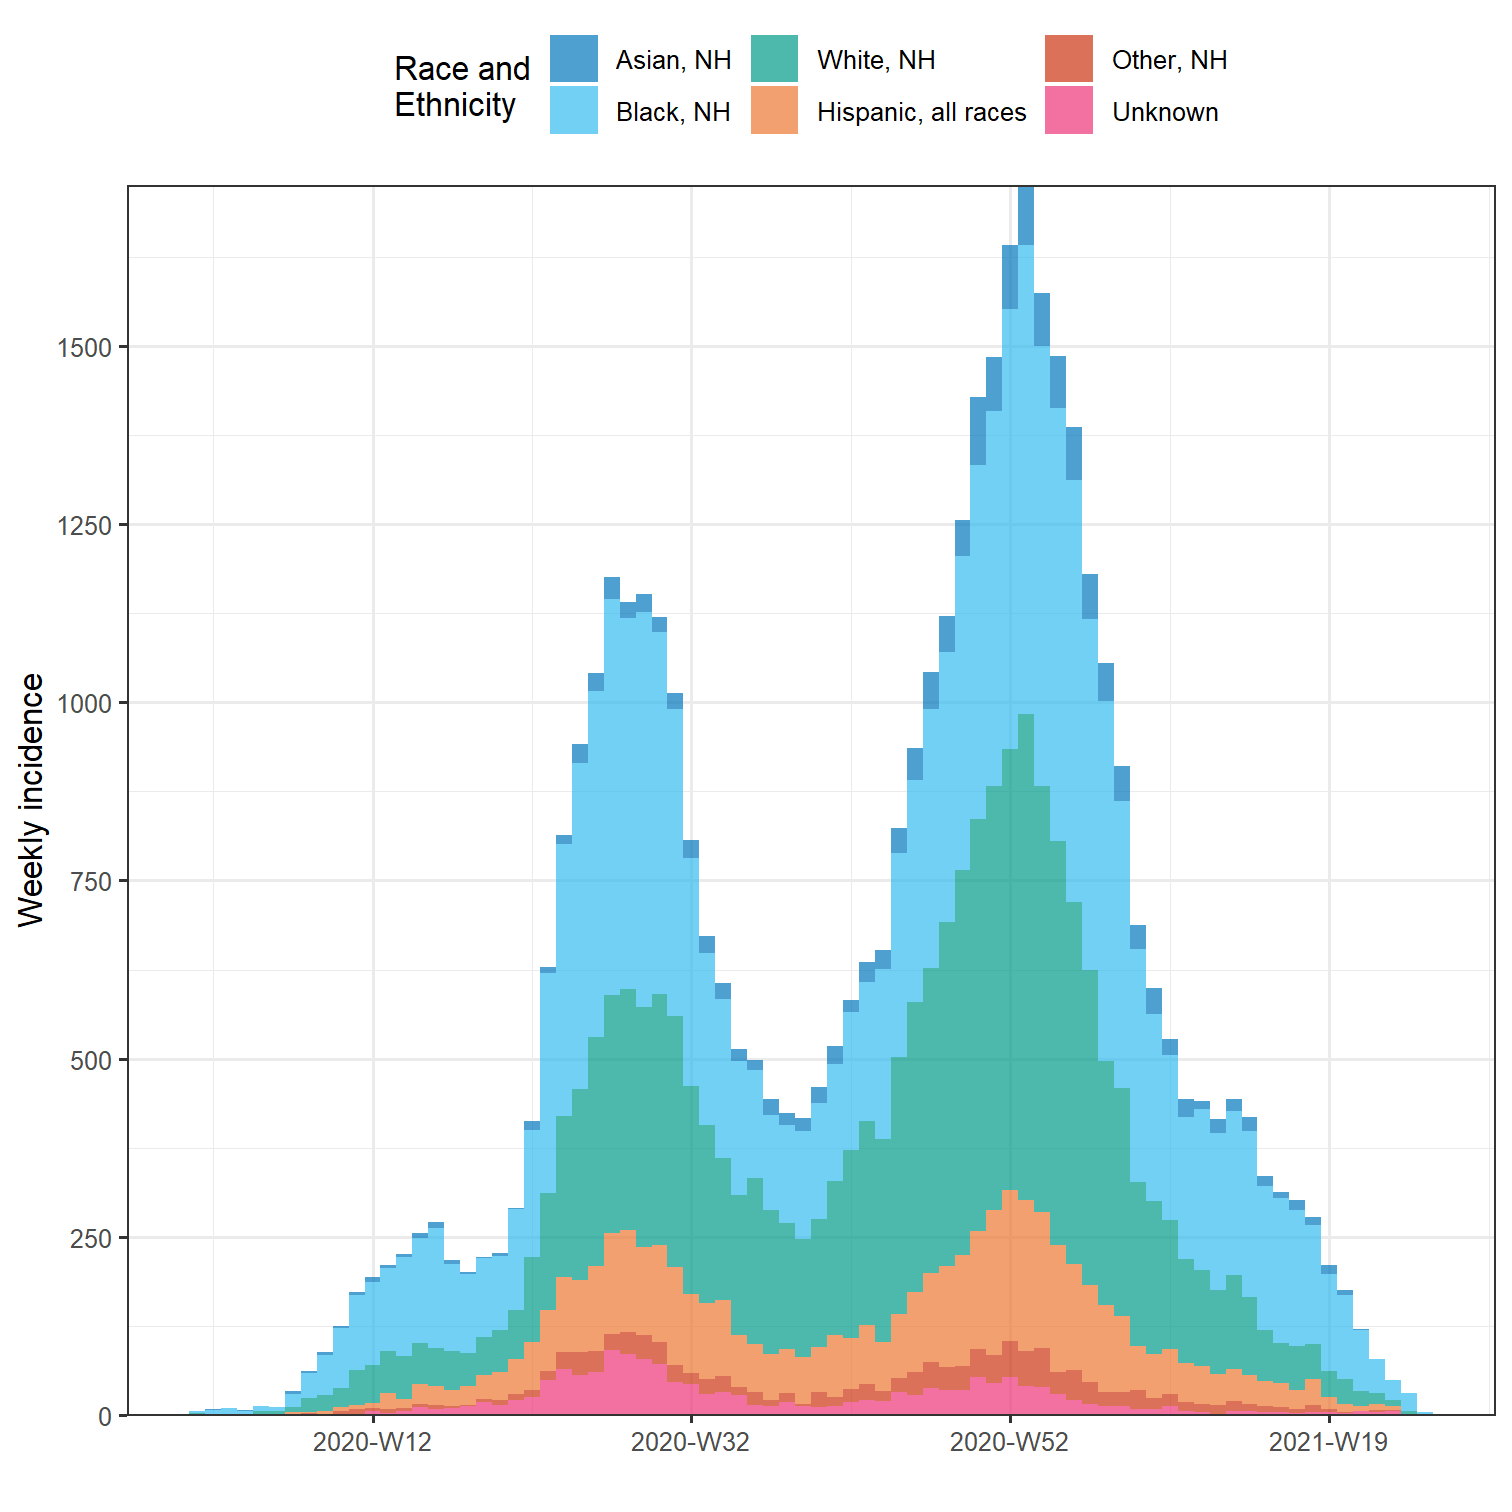 Race and
Ethnicity
Asian, NH
White, NH
Other, NH
Black, NH
Hispanic, all races
Unknown
Weekly incidence
1500
1250
1000
750
500
250
0
2020-W12
2020-W32
2020-W52
2021-W19